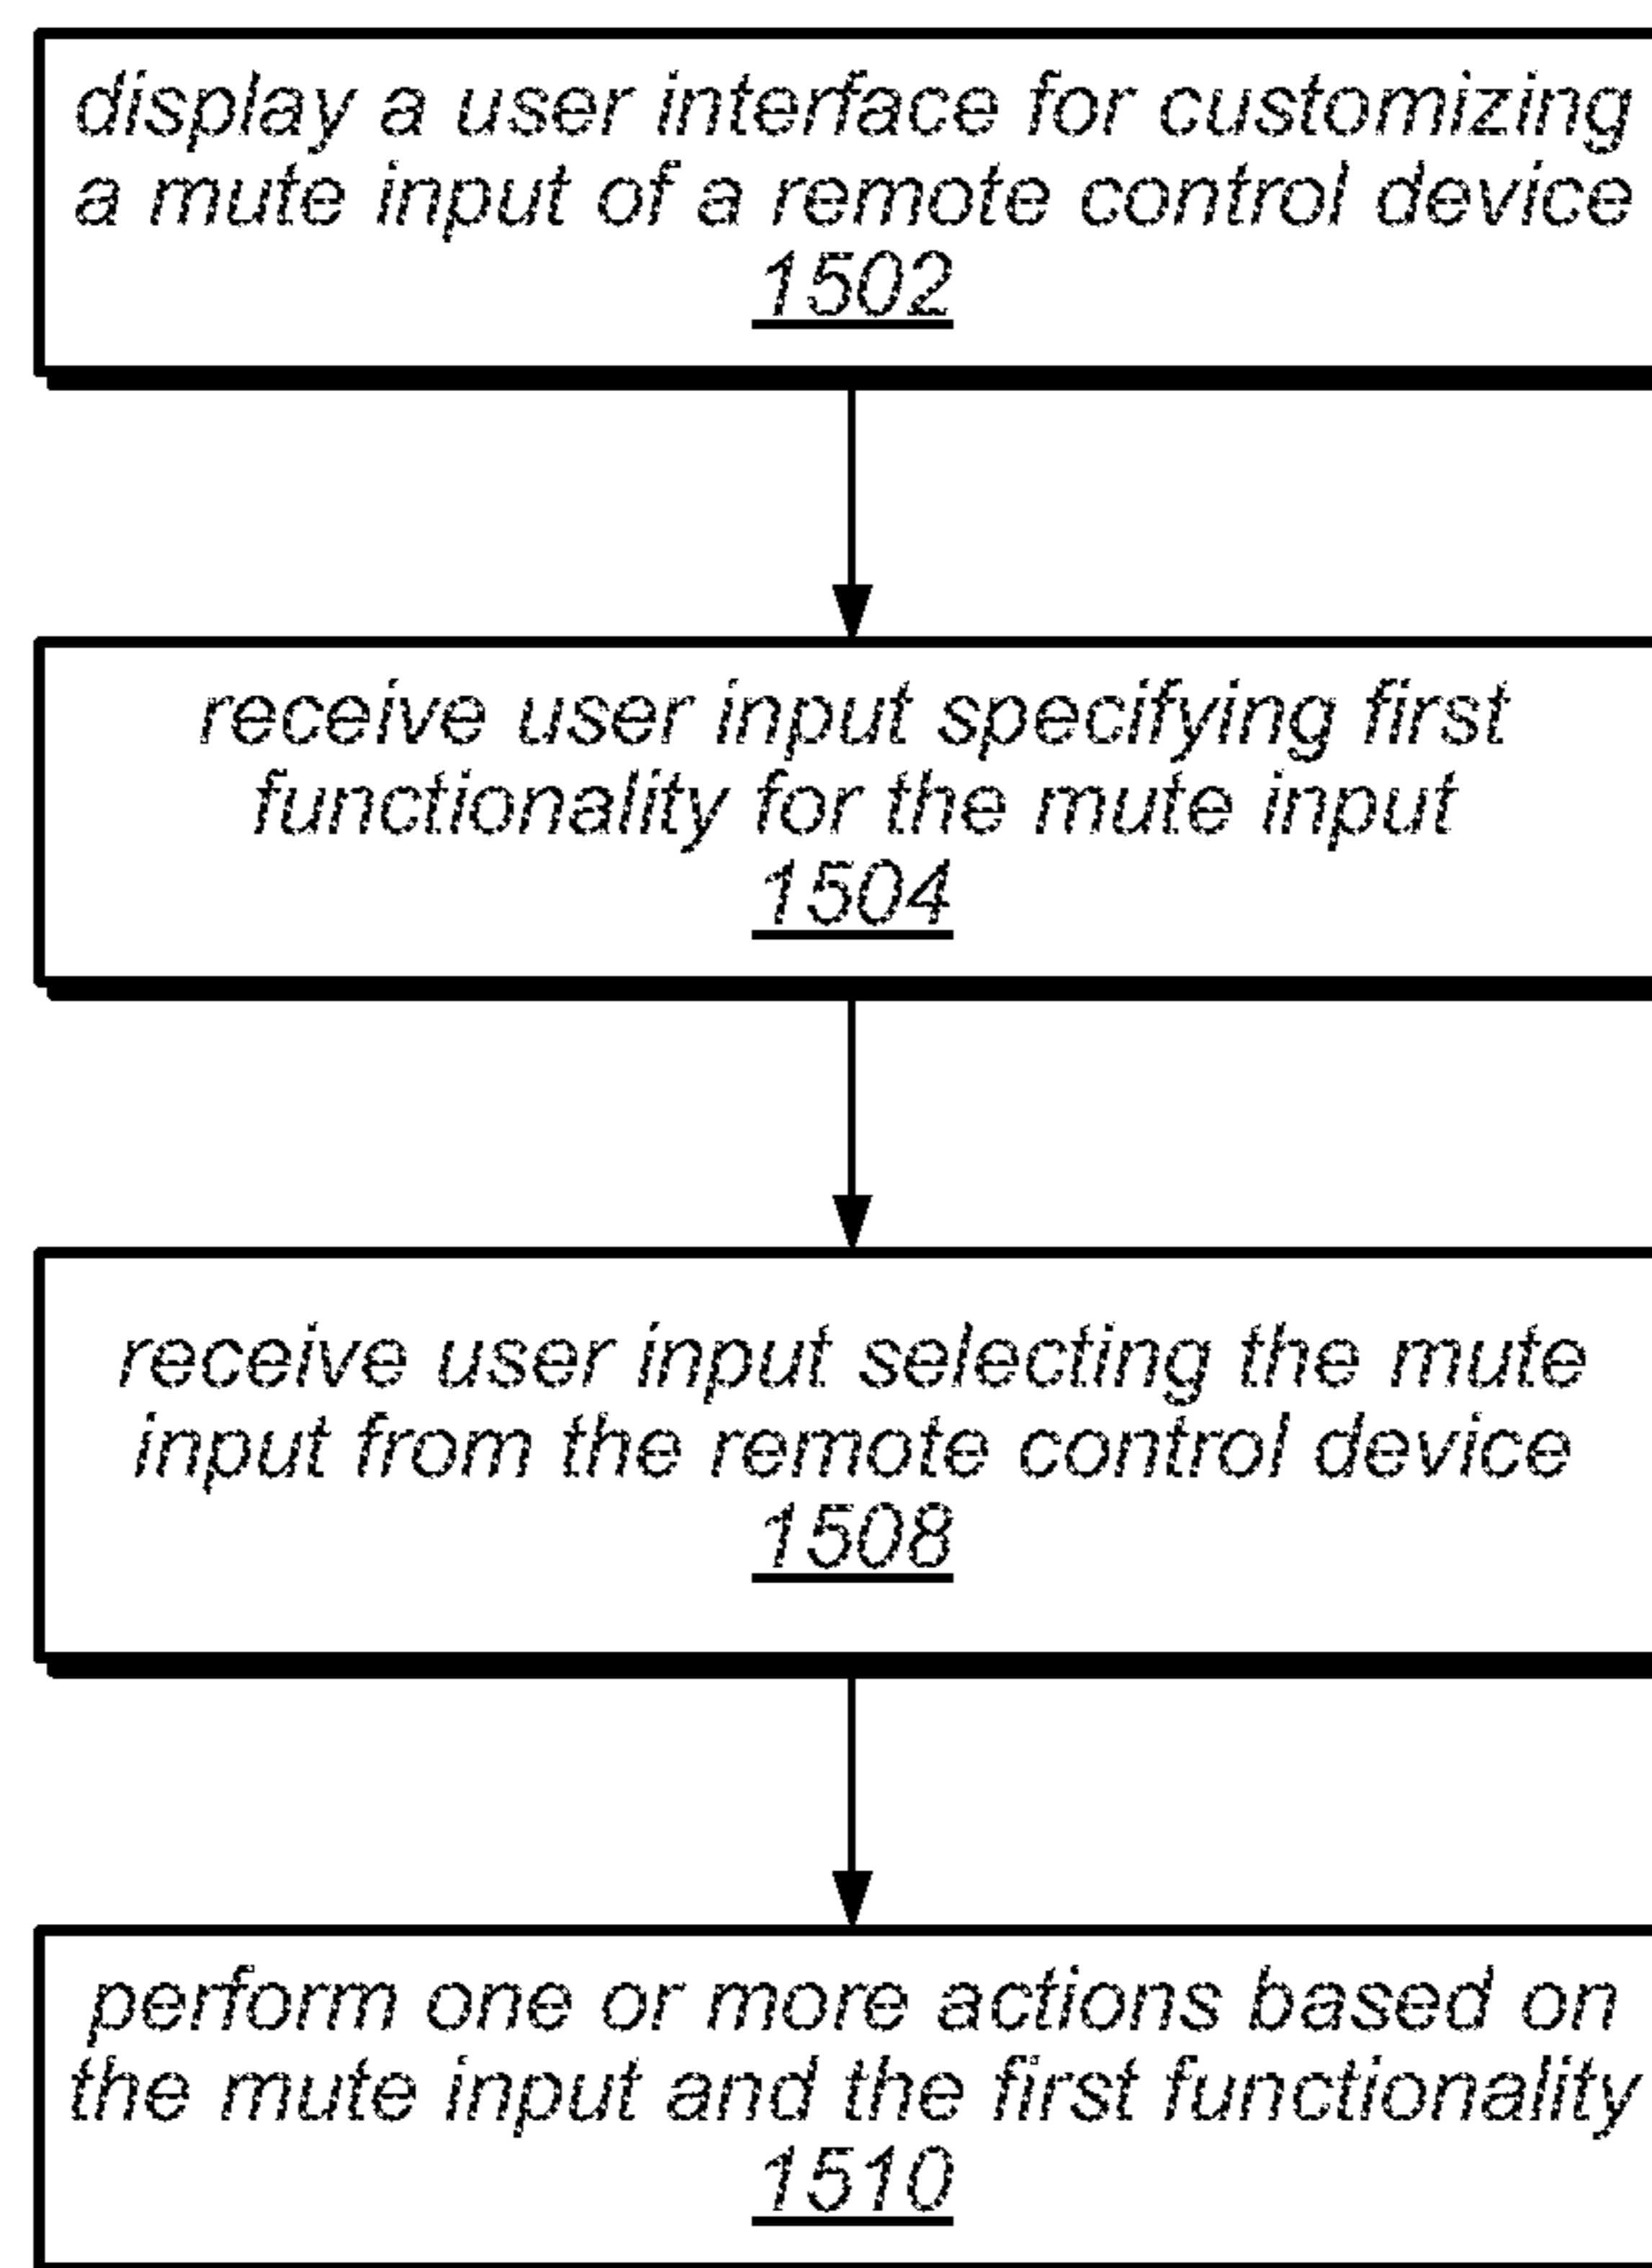 display a user interface for customizing
a mute input of a remote control device
1502
receive user input specifying first
functionality for the mute input
1504
receive user input selecting the mute
input from the remote control device
1508
perform one or more actions based on
the mute input and the first functionality
1510